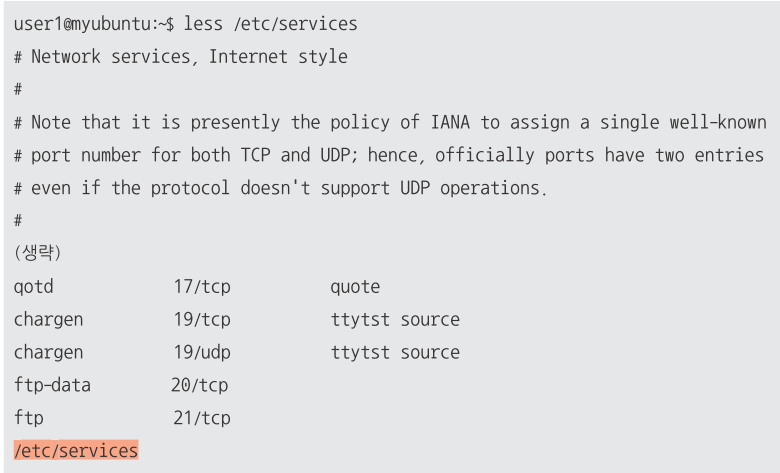 user1@myubuntu:~$ less /etc/services
# Network services, Internet style
#
# Note that it is presently the policy of IANA to assign a single well-known
# port number for both TCP and UDP; hence, officially ports have two entries
# even if the protocol doesn't support UDP operations.
#
(생략)
qotd 17/tcp quote
chargen 19/tcp ttytst source
chargen 19/udp ttytst source
ftp-data 20/tcp
ftp 21/tcp
/etc/services